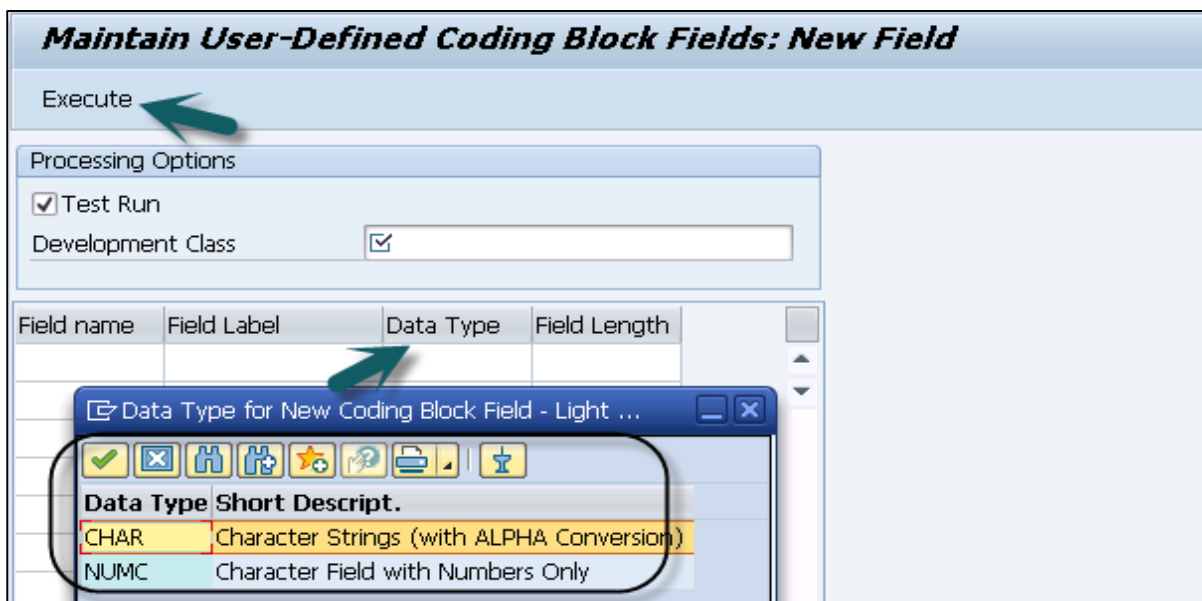 Maintain User-Defined Coding Block Fields: New Field
Execute
Processing Options
Test Run
Development Class
Field name Field Label Data Type Field Length
Data Type for New Coding Block Field - Light ...
Data Type Short Descript.
CHAR Character Strings (with ALPHA Conversion)
NUMC Character Field with Numbers Only